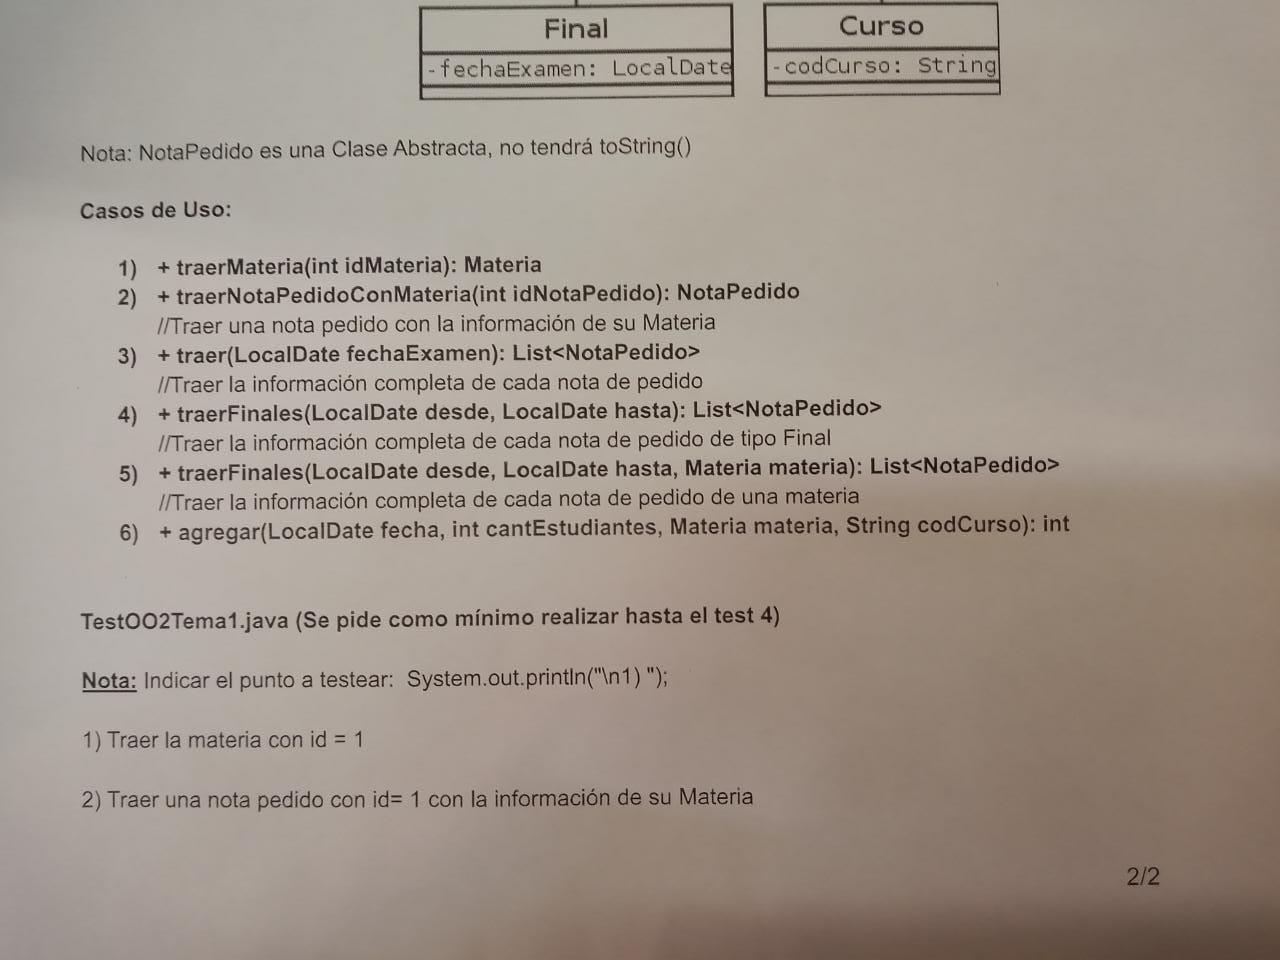 Final
-fechaExamen: LocalDate
Curso
-codCurso: String
Nota: NotaPedido es una Clase Abstracta, no tendrá toString()
Casos de Uso:
1) + traerMateria(int idMateria): Materia
2) + traerNotaPedidoConMateria(int idNotaPedido): NotaPedido
//Traer una nota pedido con la información de su Materia
3) + traer(LocalDate fechaExamen): List<NotaPedido>
//Traer la información completa de cada nota de pedido
4) + traerFinales(LocalDate desde, LocalDate hasta): List<NotaPedido>
//Traer la información completa de cada nota de pedido de tipo Final
5) + traerFinales(LocalDate desde, LocalDate hasta, Materia materia): List<NotaPedido>
//Traer la información completa de cada nota de pedido de una materia
6) + agregar(LocalDate fecha, int cantEstudiantes, Materia materia, String codCurso): int
TestOO2Tema1.java (Se pide como mínimo realizar hasta el test 4)
Nota: Indicar el punto a testear: System.out.println("\n1) ");
1) Traer la materia con id = 1
2) Traer una nota pedido con id= 1 con la información de su Materia
2/2